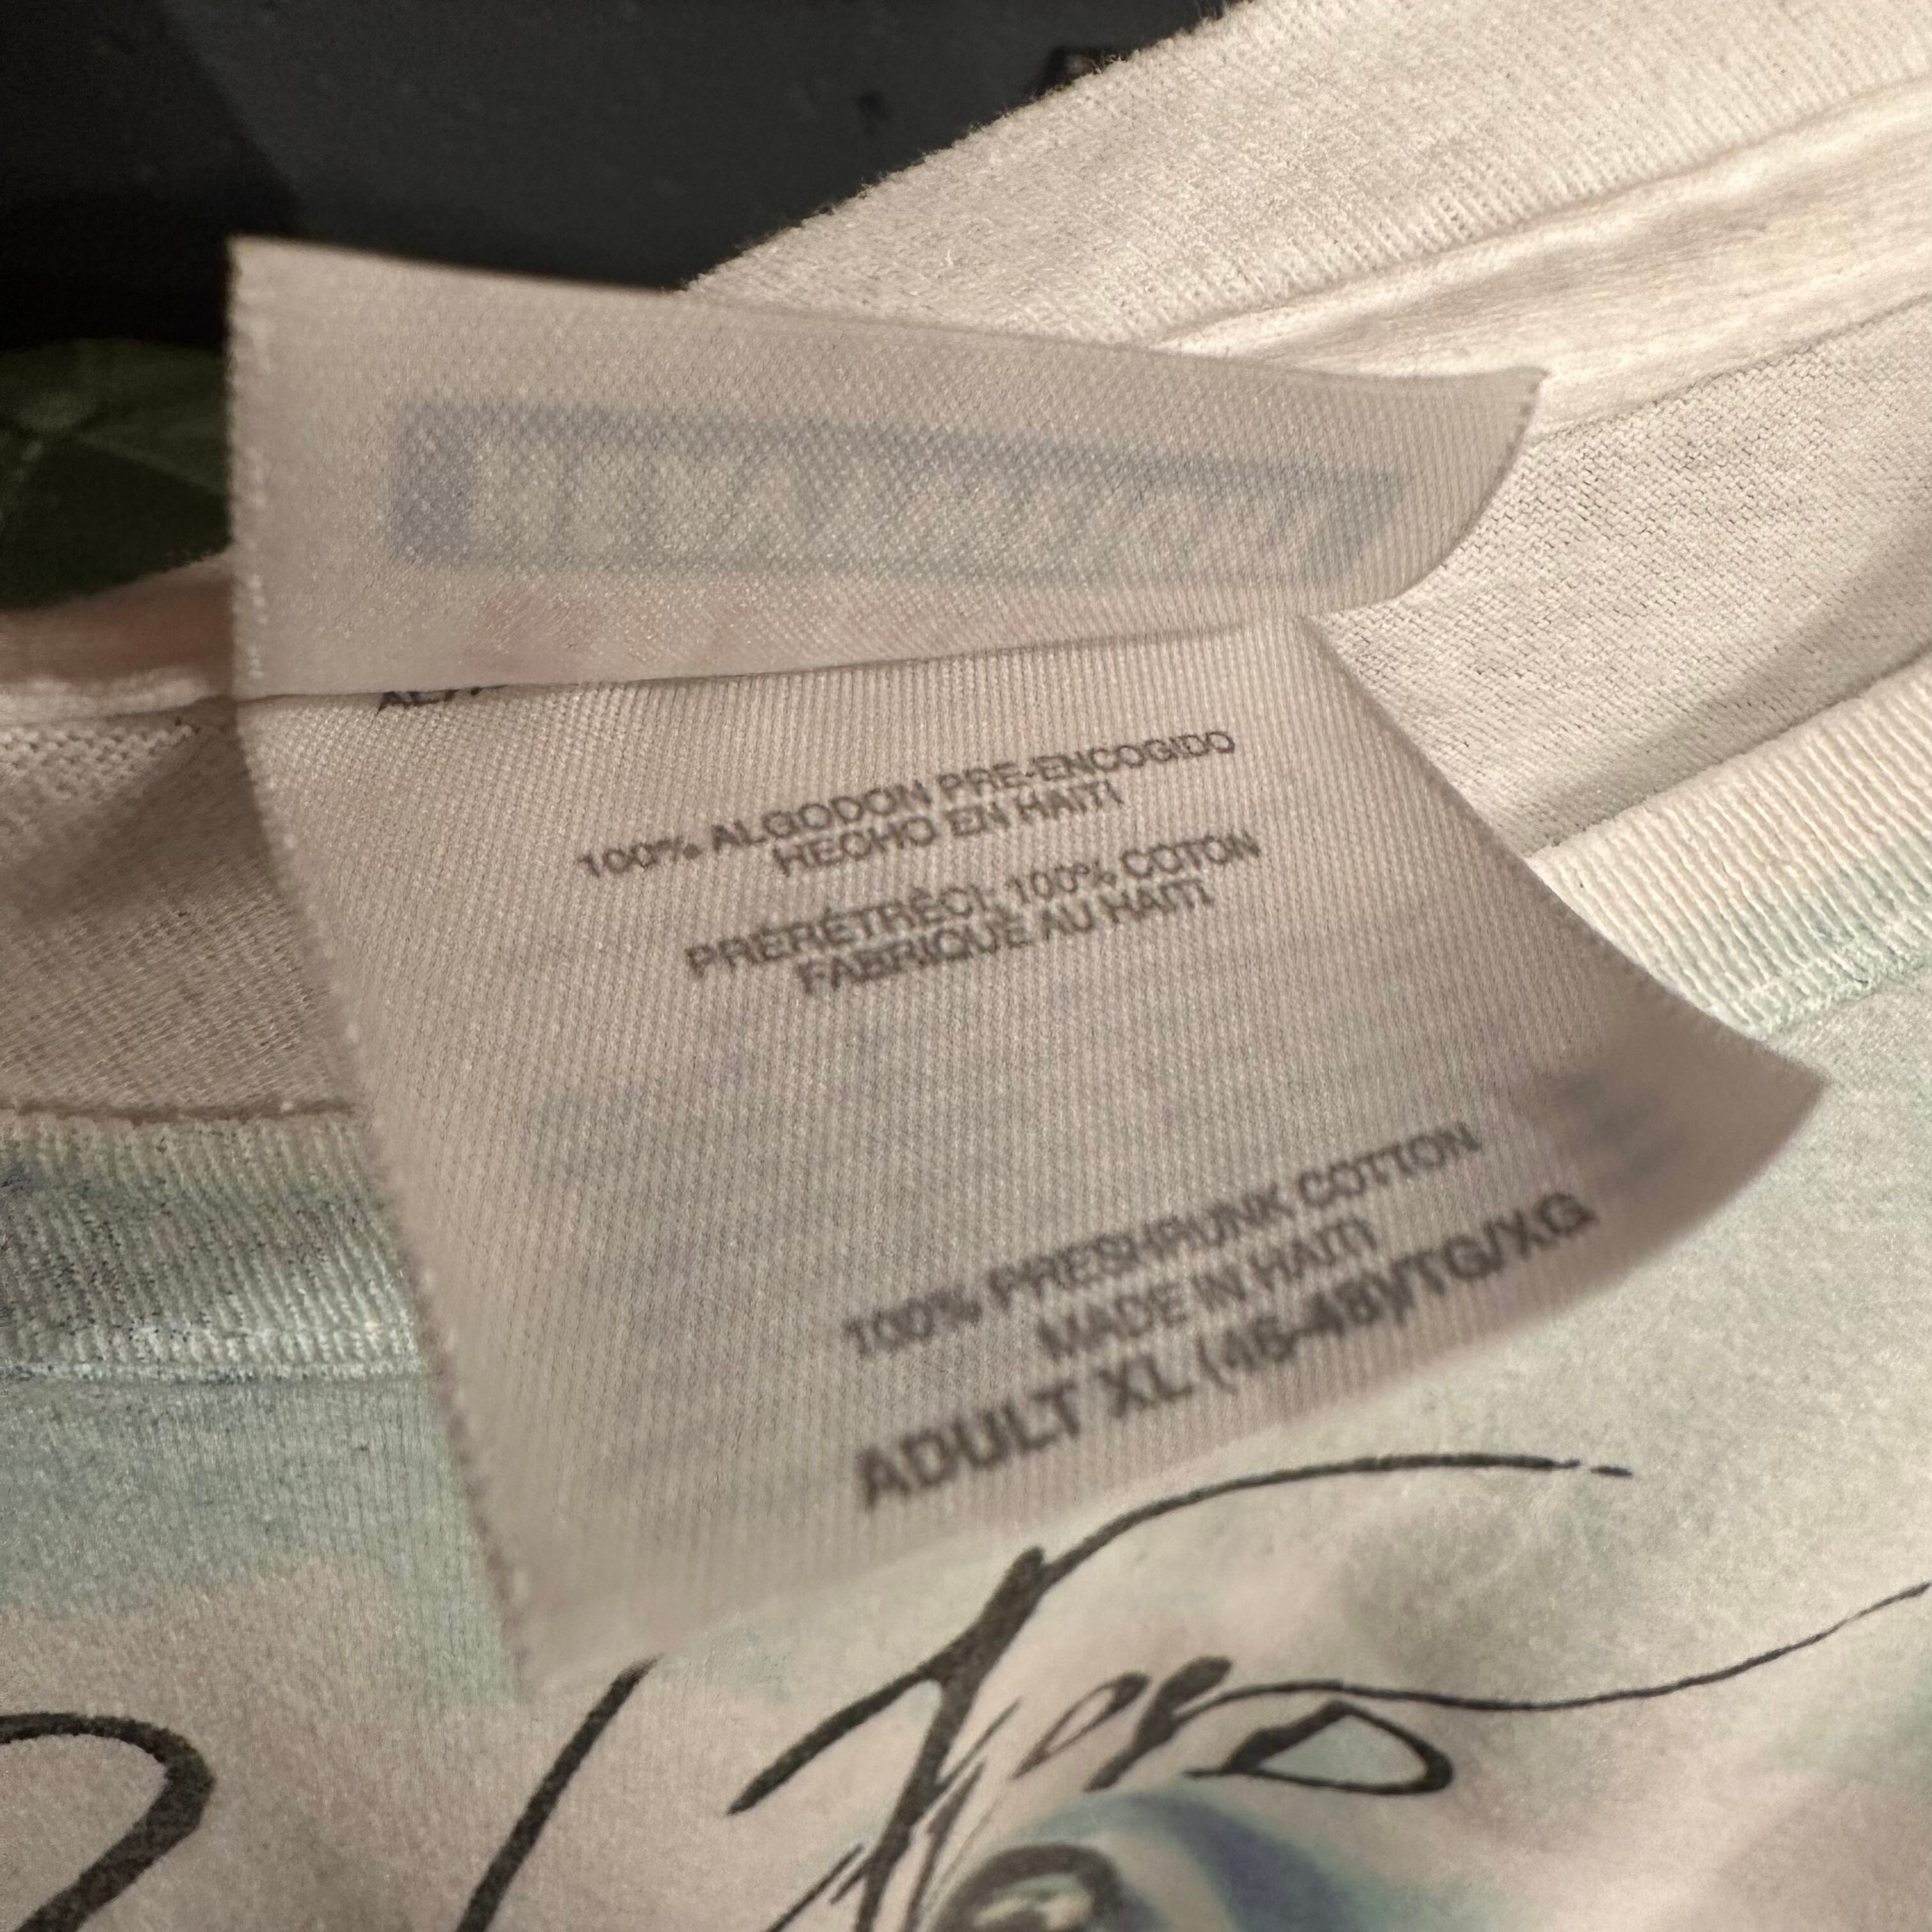 100% ALGODON PRE-ENCOGIDO
HECHO EN HAITI
PRÉRÉTRÉCI; 100% COTON
FABRIQUÉ AU HAITI
100% PRESHRUNK COTTON
MADE IN HAITI
ADULT XL (46-48)/TG/XG